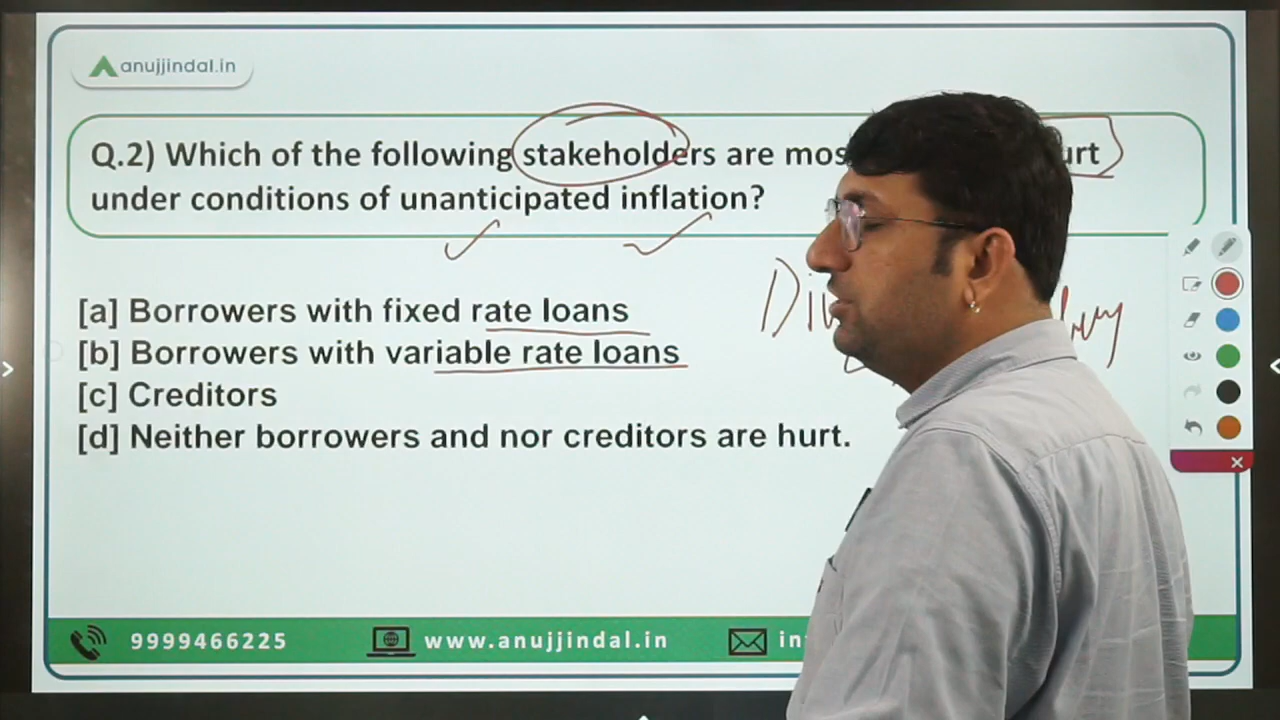 anujjindal.in
Q.2) Which of the following stakeholders are
under conditions of unanticipated inflation?
[a] Borrowers with fixed rate loans
[b] Borrowers with variable rate loans
[c] Creditors
[d] Neither borrowers and nor creditors are hurt.
9999466225 www.anujjindal.in